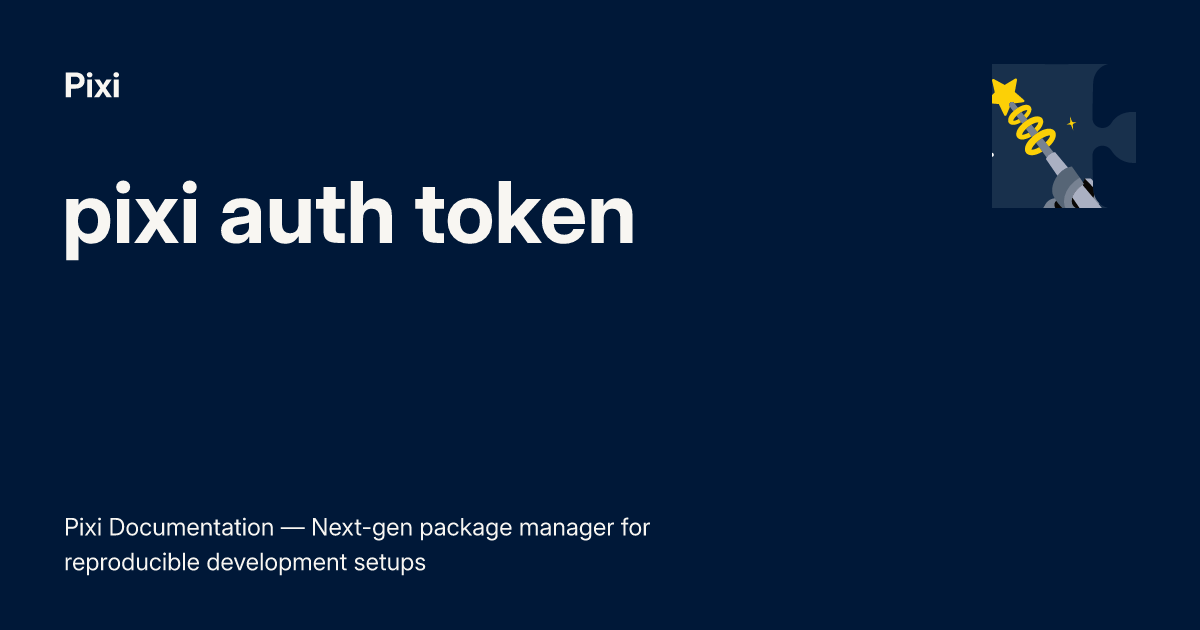 Pixi
pixi auth token
Pixi Documentation — Next-gen package manager for
reproducible development setups